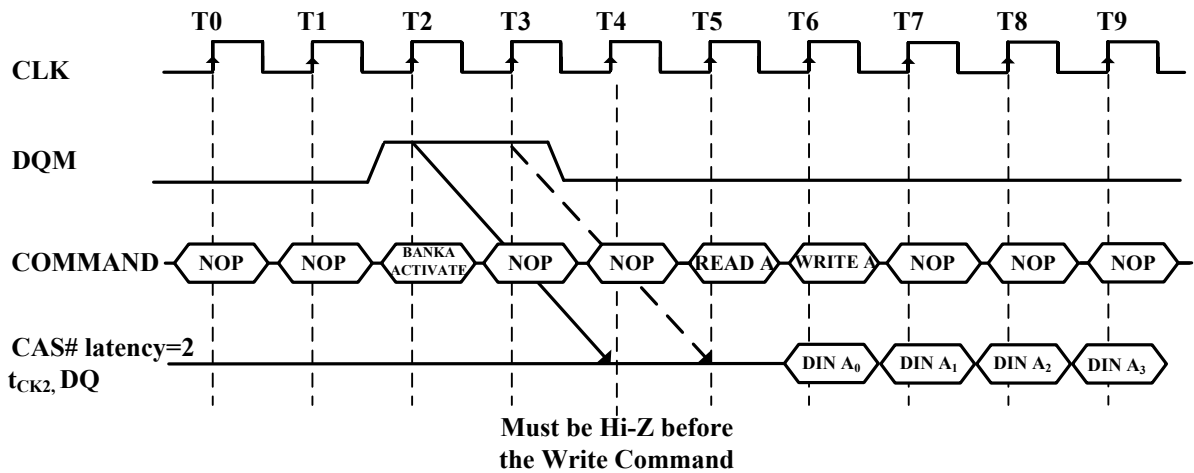 T0 T1 T2 T3 T4 T5 T6 T7 T8 T9
CLK
DQM
COMMAND NOP NOP BANKA ACTIVATE NOP NOP READ A WRITE A NOP NOP NOP
CAS# latency=2
tCK2, DQ DIN A0 DIN A1 DIN A2 DIN A3
Must be Hi-Z before
the Write Command